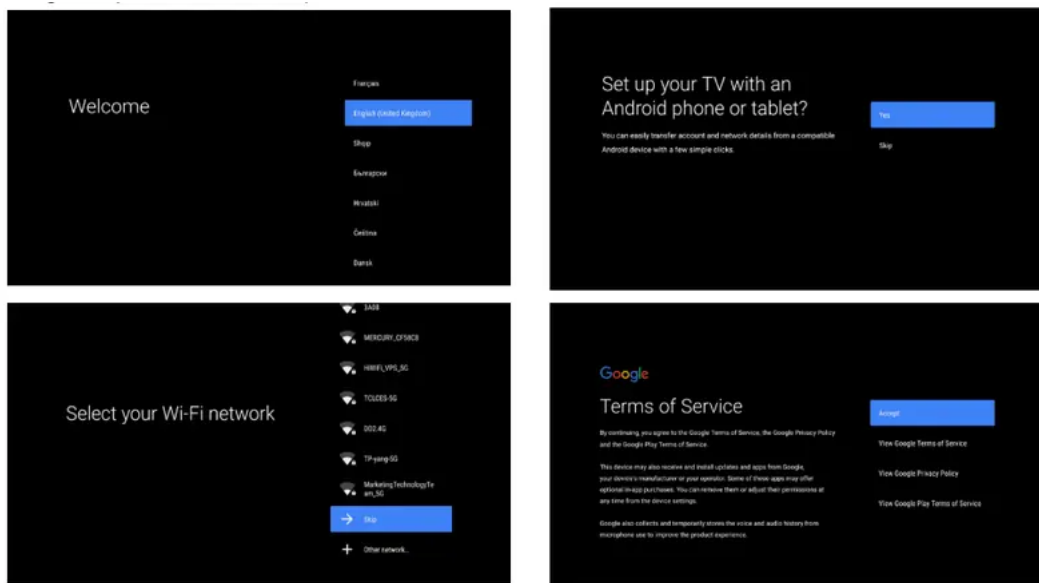 Welcome
Français
English (United Kingdom)
Shqip
Български
Hrvatski
Čeština
Dansk
Set up your TV with an
Android phone or tablet?
You can easily transfer account and network details from a compatible
Android device with a few simple clicks.
Yes
Skip
Select your Wi-Fi network
3A08
MERCURY_CF58CB
HIWIFI_VPS_5G
TCLCES-5G
DO2.4G
TP-yang-5G
MarketingTechnologyTe
am_5G
Skip
Other network...
Google
Terms of Service
By continuing, you agree to the Google Terms of Service, the Google Privacy Policy
and the Google Play Terms of Service.
This device may also receive and install updates and apps from Google,
your device's manufacturer or your operator. Some of these apps may offer
optional in-app purchases. You can remove them or adjust their permissions at
any time from the device settings.
Google also collects and temporarily stores the voice and audio history from
microphone use to improve the product experience.
Accept
View Google Terms of Service
View Google Privacy Policy
View Google Play Terms of Service